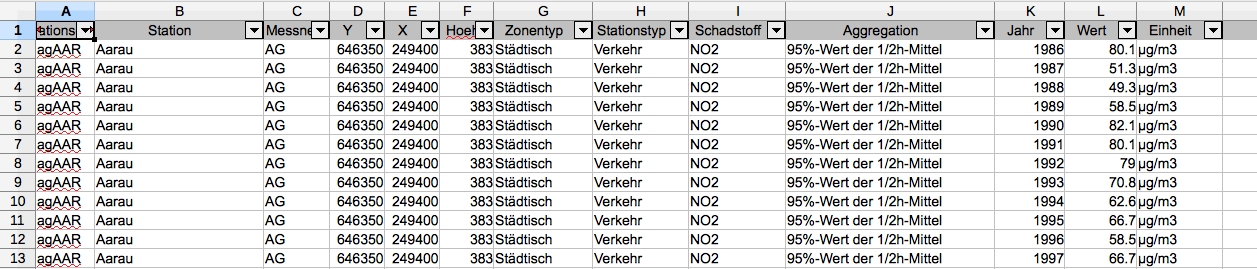 A B C D E F G H I J K L M
1 ations Station Messne Y X Hoeh Zonentyp Stationstyp Schadstoff Aggregation Jahr Wert Einheit
2 agAAR Aarau AG 646350 249400 383 Städtisch Verkehr NO2 95%-Wert der 1/2h-Mittel 1986 80.1 µg/m3
3 agAAR Aarau AG 646350 249400 383 Städtisch Verkehr NO2 95%-Wert der 1/2h-Mittel 1987 51.3 µg/m3
4 agAAR Aarau AG 646350 249400 383 Städtisch Verkehr NO2 95%-Wert der 1/2h-Mittel 1988 49.3 µg/m3
5 agAAR Aarau AG 646350 249400 383 Städtisch Verkehr NO2 95%-Wert der 1/2h-Mittel 1989 58.5 µg/m3
6 agAAR Aarau AG 646350 249400 383 Städtisch Verkehr NO2 95%-Wert der 1/2h-Mittel 1990 82.1 µg/m3
7 agAAR Aarau AG 646350 249400 383 Städtisch Verkehr NO2 95%-Wert der 1/2h-Mittel 1991 80.1 µg/m3
8 agAAR Aarau AG 646350 249400 383 Städtisch Verkehr NO2 95%-Wert der 1/2h-Mittel 1992 79 µg/m3
9 agAAR Aarau AG 646350 249400 383 Städtisch Verkehr NO2 95%-Wert der 1/2h-Mittel 1993 70.8 µg/m3
10 agAAR Aarau AG 646350 249400 383 Städtisch Verkehr NO2 95%-Wert der 1/2h-Mittel 1994 62.6 µg/m3
11 agAAR Aarau AG 646350 249400 383 Städtisch Verkehr NO2 95%-Wert der 1/2h-Mittel 1995 66.7 µg/m3
12 agAAR Aarau AG 646350 249400 383 Städtisch Verkehr NO2 95%-Wert der 1/2h-Mittel 1996 58.5 µg/m3
13 agAAR Aarau AG 646350 249400 383 Städtisch Verkehr NO2 95%-Wert der 1/2h-Mittel 1997 66.7 µg/m3